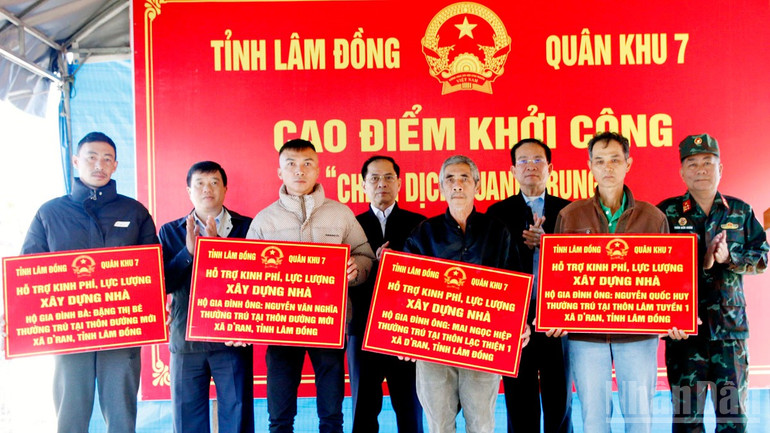 TỈNH LÂM ĐỒNG
QUÂN KHU 7
VIỆT NAM
CAO ĐIỂM KHỞI CÔNG
TỈNH LÂM ĐỒNG QUÂN KHU 7
HỖ TRỢ KINH PHÍ, LỰC LƯỢNG
XÂY DỰNG NHÀ
HỘ GIA ĐÌNH BÀ: ĐẶNG THỊ BÉ
THƯỜNG TRÚ TẠI THÔN ĐƯỜNG MỚI
XÃ D'RAN, TỈNH LÂM ĐỒNG
TỈNH LÂM ĐỒNG QUÂN KHU 7
HỖ TRỢ KINH PHÍ, LỰC LƯỢNG
XÂY DỰNG NHÀ
HỘ GIA ĐÌNH ÔNG: NGUYỄN VĂN NGHĨA
THƯỜNG TRÚ TẠI THÔN ĐƯỜNG MỚI
XÃ D'RAN, TỈNH LÂM ĐỒNG
TỈNH LÂM ĐỒNG QUÂN KHU 7
HỖ TRỢ KINH PHÍ, LỰC LƯỢNG
XÂY DỰNG NHÀ
HỘ GIA ĐÌNH ÔNG: MAI NGỌC HIỆP
THƯỜNG TRÚ TẠI THÔN LẠC THIỆN 1
XÃ D'RAN, TỈNH LÂM ĐỒNG
TỈNH LÂM ĐỒNG QUÂN KHU 7
HỖ TRỢ KINH PHÍ, LỰC LƯỢNG
XÂY DỰNG NHÀ
HỘ GIA ĐÌNH ÔNG: NGUYỄN QUỐC HUY
THƯỜNG TRÚ TẠI THÔN LÂM TUYỀN 1
XÃ D'RAN, TỈNH LÂM ĐỒNG
NhânDân